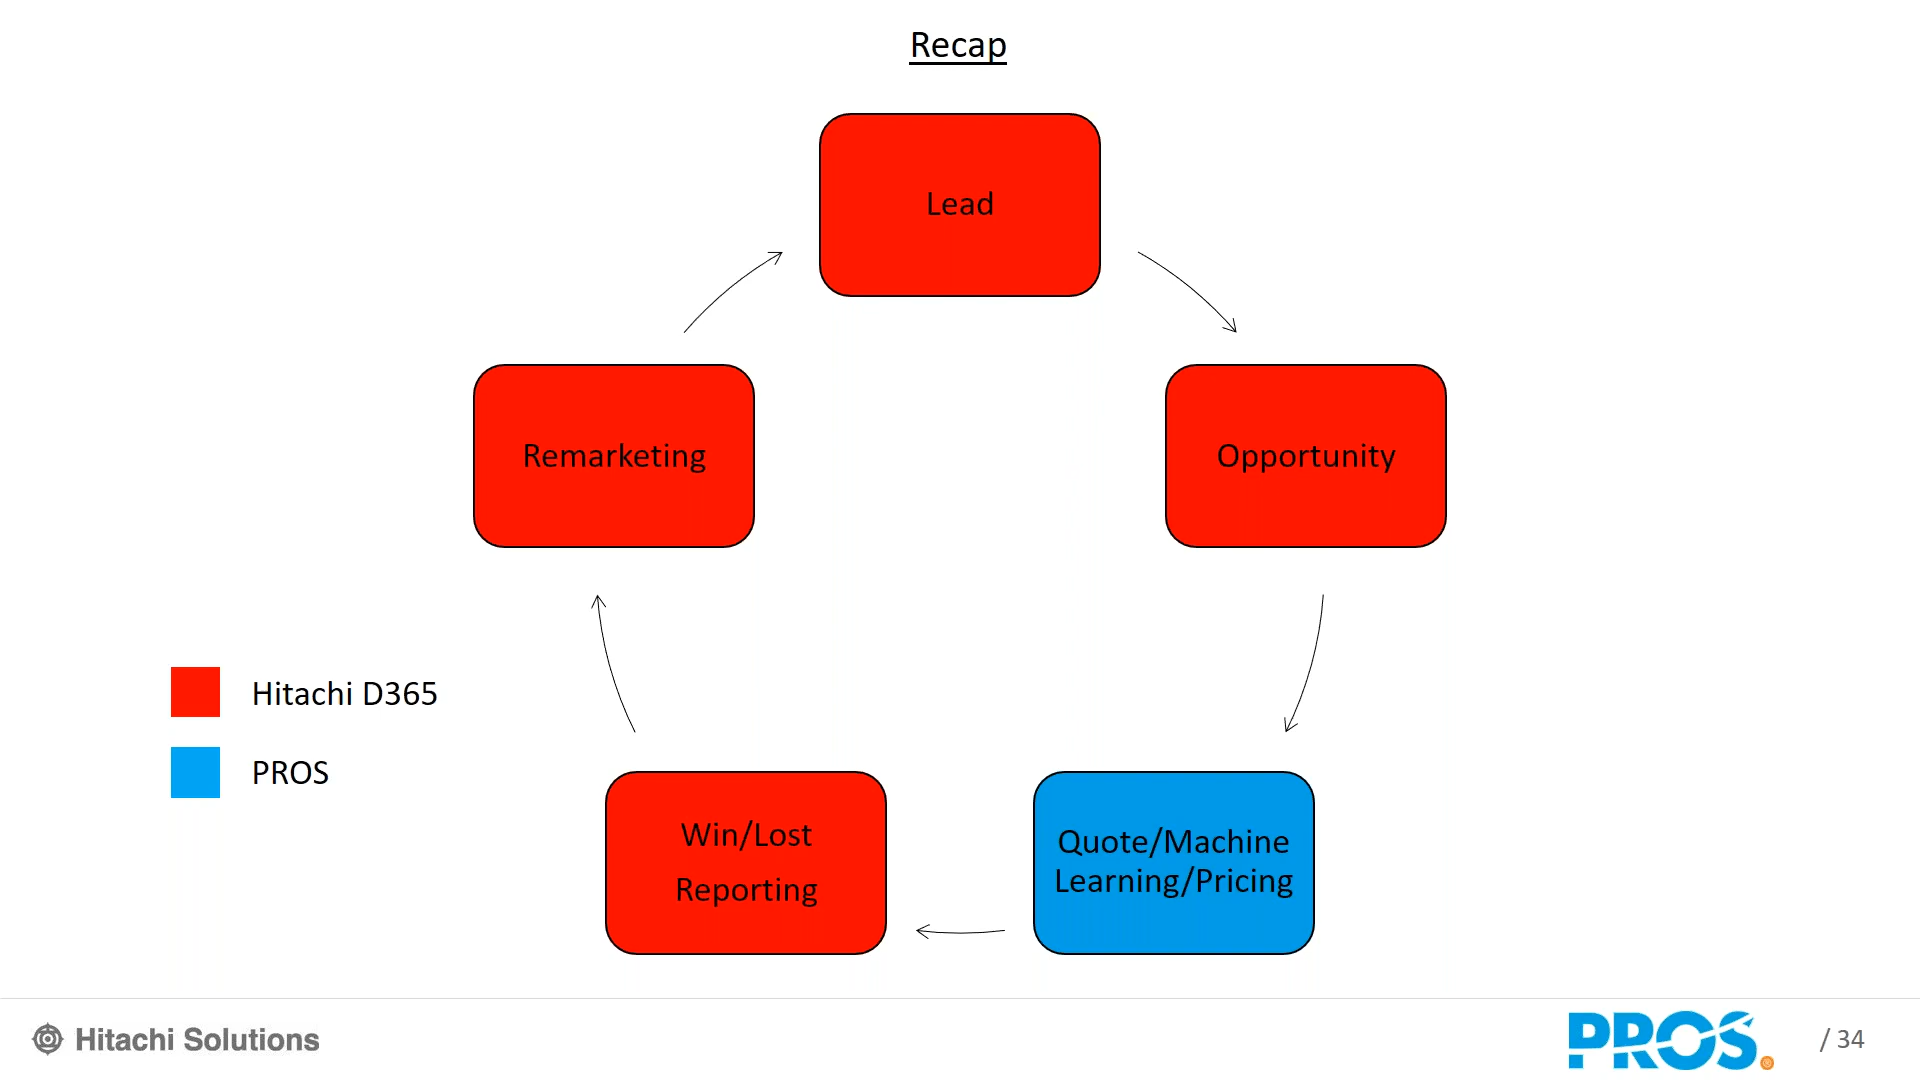 Recap
Lead
Remarketing
Opportunity
Hitachi D365
PROS
Win/Lost
Reporting
Quote/Machine
Learning/Pricing
Hitachi Solutions
PROS
/ 34